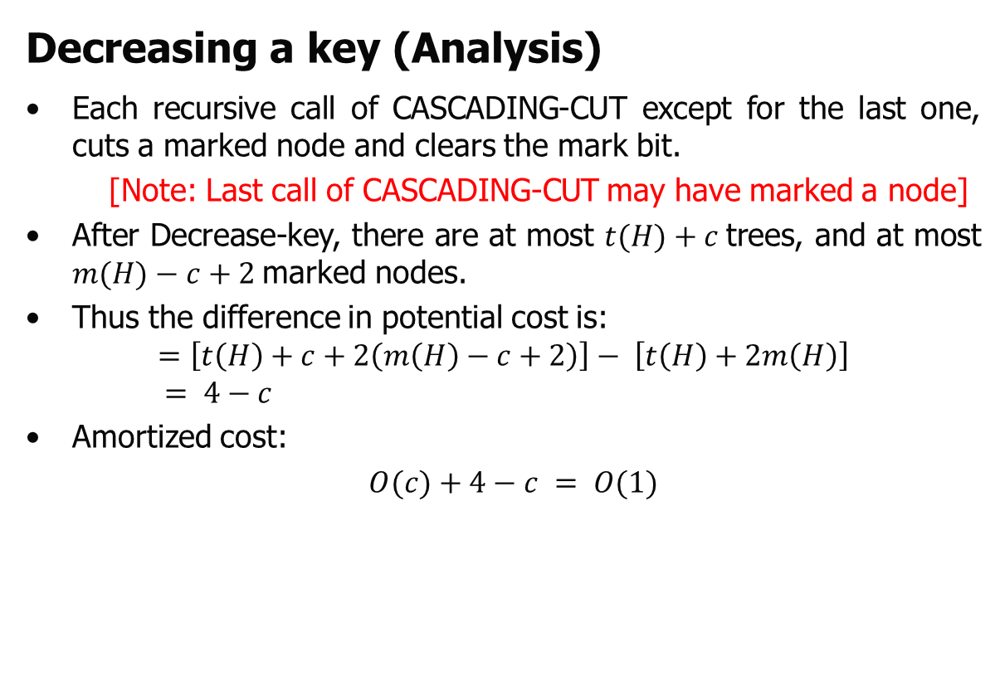 Decreasing a key (Analysis)
• Each recursive call of CASCADING-CUT except for the last one,
cuts a marked node and clears the mark bit.
[Note: Last call of CASCADING-CUT may have marked a node]
• After Decrease-key, there are at most t(H) + c trees, and at most
m(H) − c + 2 marked nodes.
• Thus the difference in potential cost is:
= [t(H) + c + 2(m(H) − c + 2)] − [t(H) + 2m(H)]
= 4 − c
• Amortized cost:
O(c) + 4 − c = O(1)